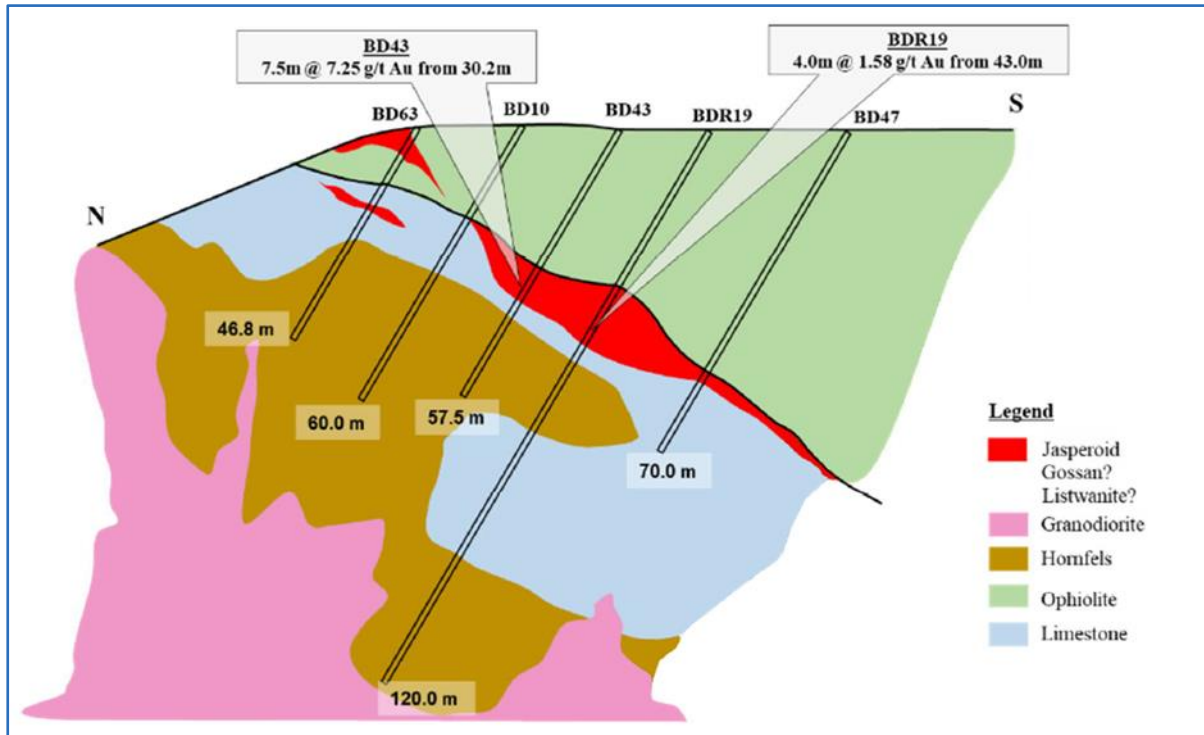 BD43
7.5m @ 7.25 g/t Au from 30.2m
BDR19
4.0m @ 1.58 g/t Au from 43.0m
BD63
BD10
BD43
BDR19
BD47
S
N
46.8 m
60.0 m
57.5 m
70.0 m
120.0 m
Legend
Jasperoid
Gossan?
Listwanite?
Granodiorite
Hornfels
Ophiolite
Limestone